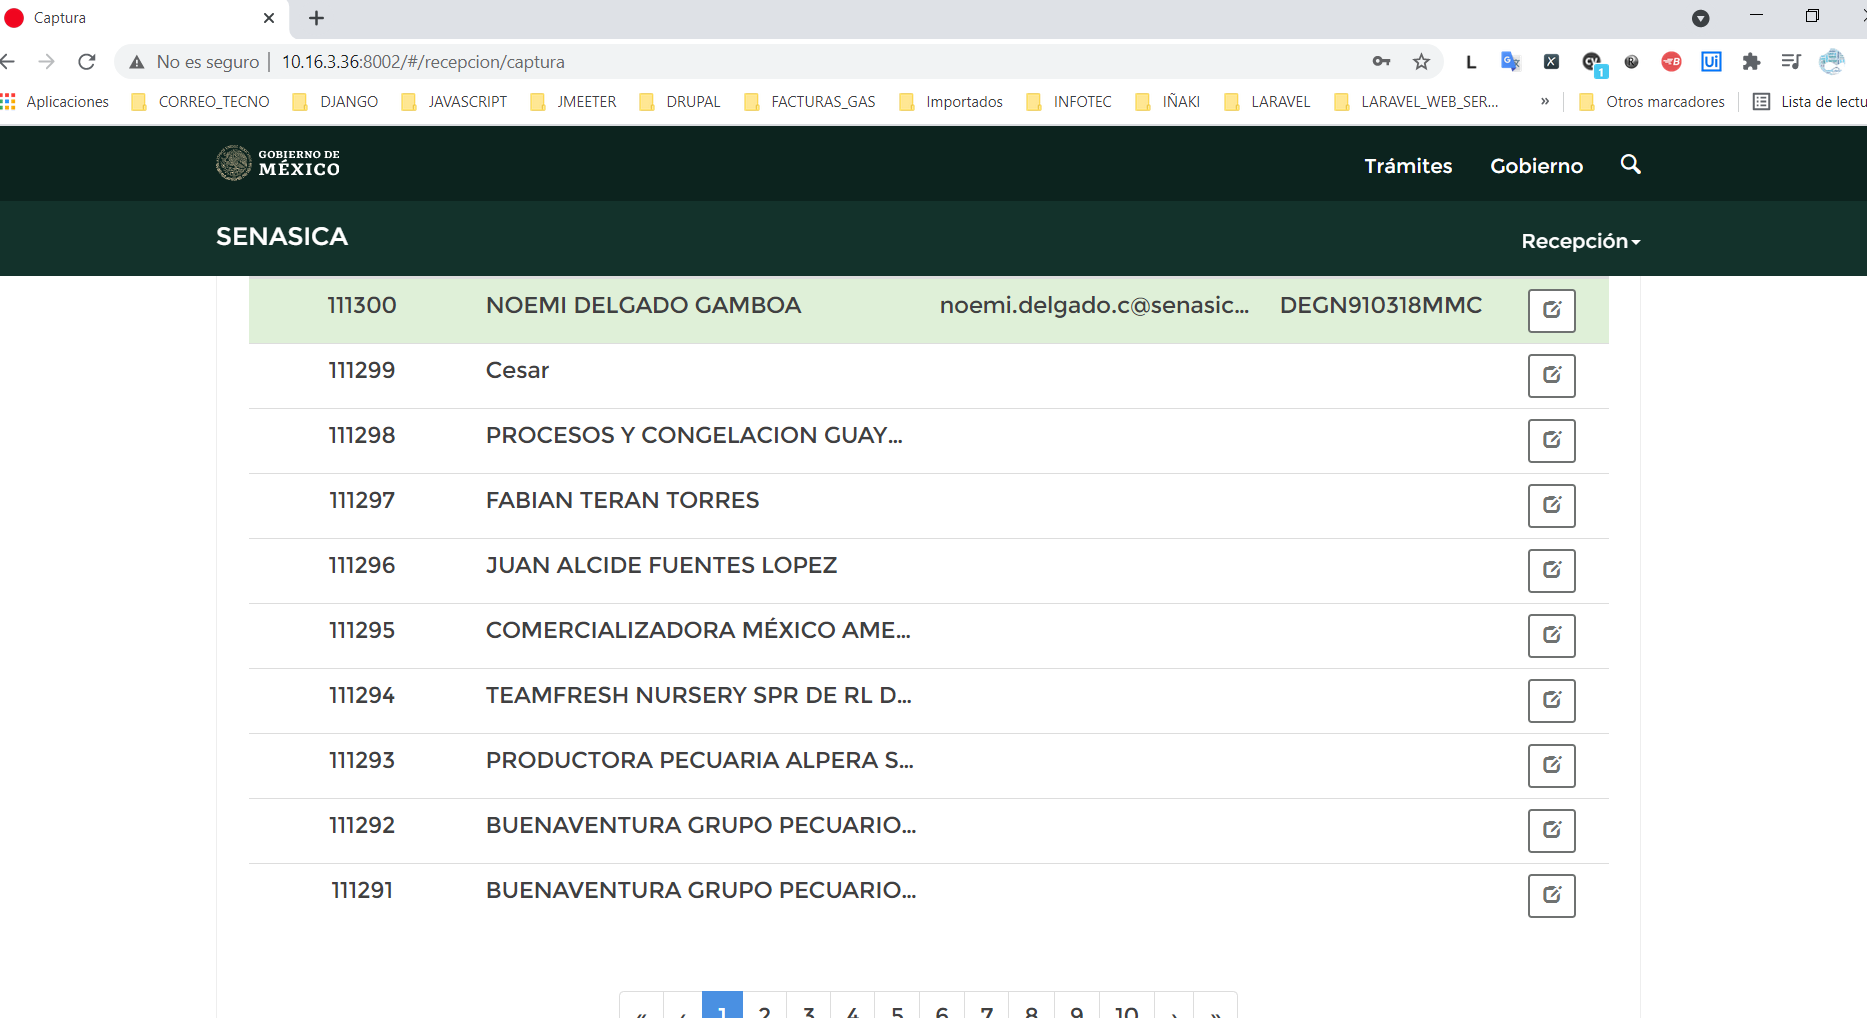 Captura
No es seguro 10.16.3.36:8002/#/recepcion/captura
Aplicaciones CORREO_TECNO DJANGO JAVASCRIPT JMEETER DRUPAL FACTURAS_GAS Importados INFOTEC IÑAKI LARAVEL LARAVEL_WEB_SER... » Otros marcadores Lista de lectu
GOBIERNO DE
MÉXICO
Trámites Gobierno
SENASICA Recepción
111300 NOEMI DELGADO GAMBOA noemi.delgado.c@senasic... DEGN910318MMC
111299 Cesar
111298 PROCESOS Y CONGELACION GUAY...
111297 FABIAN TERAN TORRES
111296 JUAN ALCIDE FUENTES LOPEZ
111295 COMERCIALIZADORA MÉXICO AME...
111294 TEAMFRESH NURSERY SPR DE RL D...
111293 PRODUCTORA PECUARIA ALPERA S...
111292 BUENAVENTURA GRUPO PECUARIO...
111291 BUENAVENTURA GRUPO PECUARIO...
« ‹ 1 2 3 4 5 6 7 8 9 10 › »